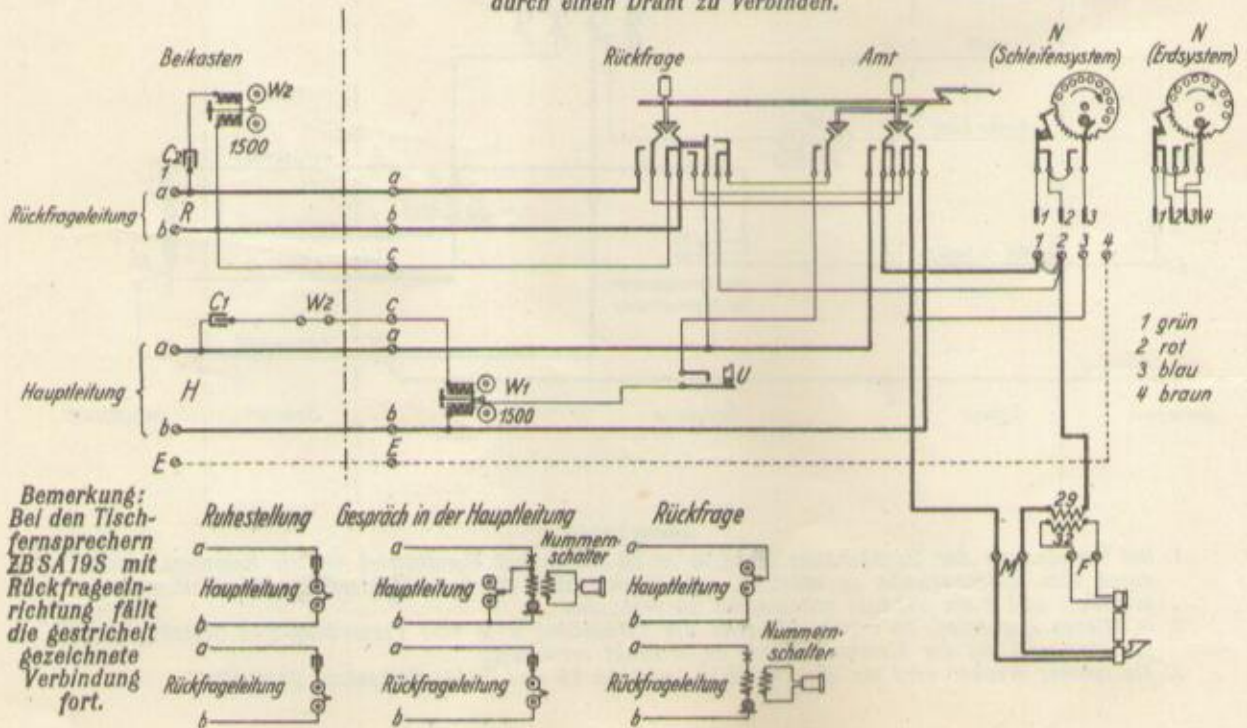 durch einen Draht zu verbinden.
Beikasten
Rückfrage
Amt
N
(Schleifensystem)
N
(Erdsystem)
W2
1500
C2
1
a
R
b
Rückfrageleitung
a
b
c
1 2 3
1 2 3 4
1 2 3 4
C1
W2
c
a
a
Hauptleitung
H
W1
1500
U
b
b
E
E
1 grün
2 rot
3 blau
4 braun
29
32
M
F
Bemerkung:
Bei den Tisch-
fernsprechern
ZB SA 19 S mit
Rückfrageein-
richtung fällt
die gestrichelt
gezeichnete
Verbindung
fort.
Ruhestellung
a
Hauptleitung
b
a
Rückfrageleitung
b
Gespräch in der Hauptleitung
a
Nummern-
schalter
Hauptleitung
b
a
Rückfrageleitung
b
Rückfrage
a
Hauptleitung
b
a
Nummern-
schalter
Rückfrageleitung
b